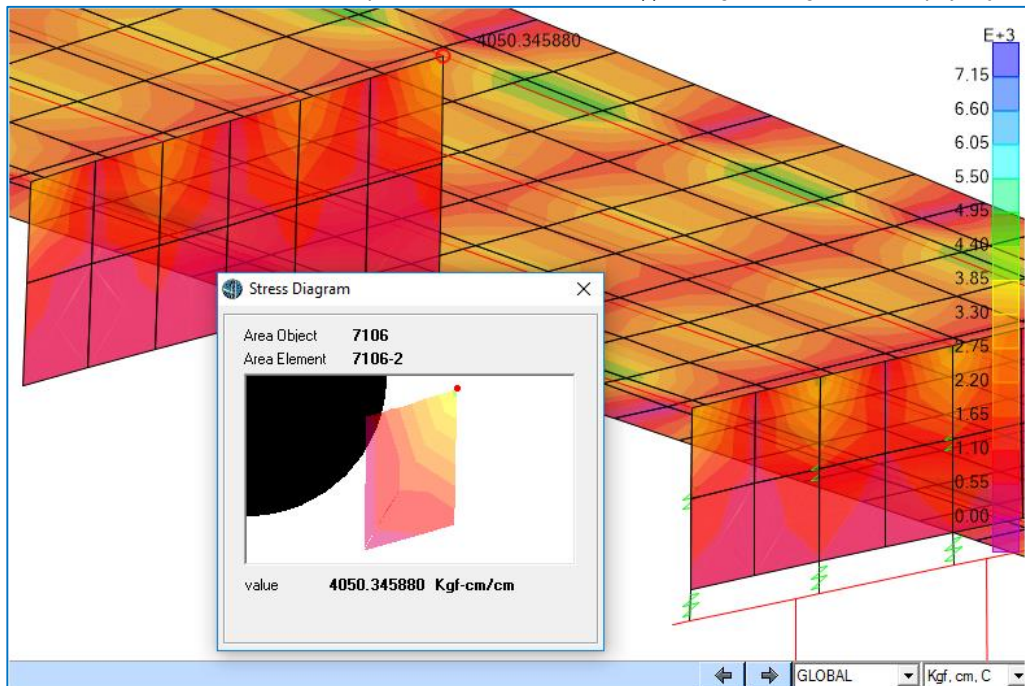 4050.345880
E+3
7.15
6.60
6.05
5.50
4.95
4.40
3.85
3.30
2.75
2.20
1.65
1.10
0.55
0.00
Stress Diagram
Area Object 7106
Area Element 7106-2
value 4050.345880 Kgf-cm/cm
GLOBAL
Kgf, cm, C